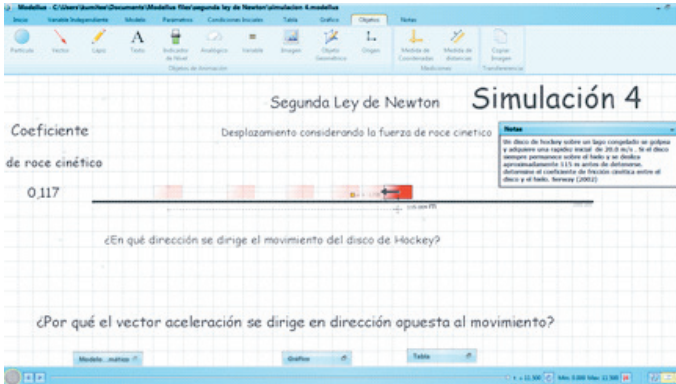 Modellus - C:\Users\kumitee\Documents\Modellus files\segunda ley de Newton\simulacion 4.modellus
Inicio Variable Independiente Modelo Parametros Condiciones Iniciales Tabla Gráfico Objetos Notas
Partícula Vector Lápiz Texto Indicador de Nivel Analógico Variable Imagen Objeto Geométrico Origen Medida de Coordenadas Medida de distancias Copiar Imagen
Objetos de Animación Mediciones Transferencia
Segunda Ley de Newton Simulación 4
Coeficiente
de roce cinético
0,117
Desplazamiento considerando la fuerza de roce cinetico
Notas
Un disco de hockey sobre un lago congelado se golpea
y adquiere una rapidez inicial de 20.0 m/s . Si el disco
siempre permanece sobre el hielo y se desliza
aproximadamente 115 m antes de detenerse,
determine el coeficiente de fricción cinética entre el
disco y el hielo. Serway (2002)
¿En qué dirección se dirige el movimiento del disco de Hockey?
¿Por qué el vector aceleración se dirige en dirección opuesta al movimiento?
Modelo...mático
Gráfico
Tabla